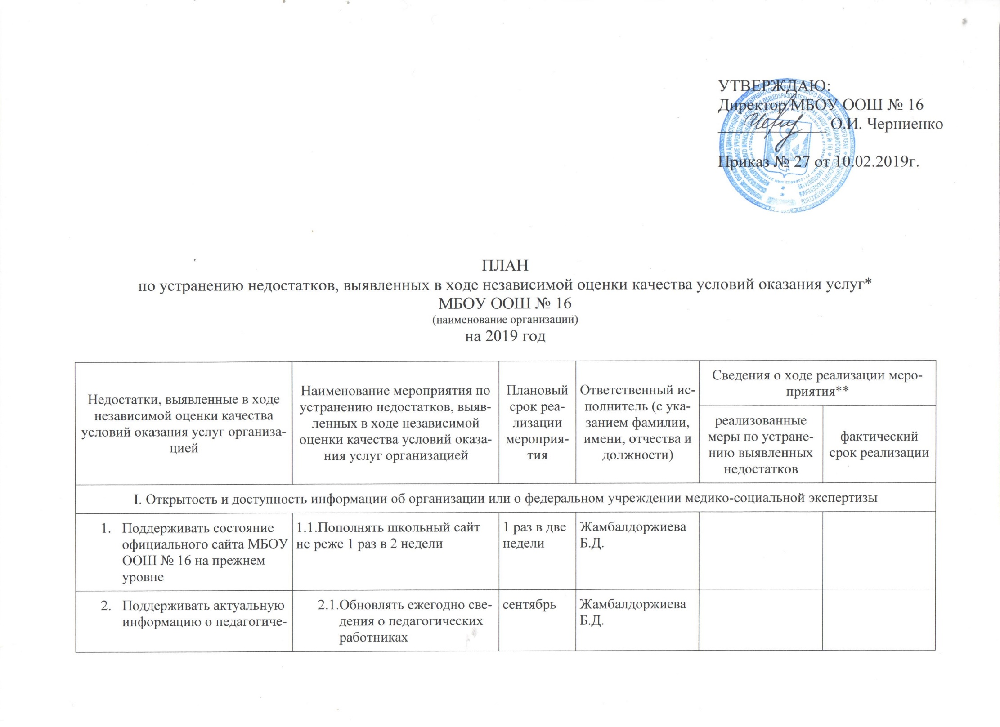 УТВЕРЖДАЮ:
Директор МБОУ ООШ № 16
О.И. Черниенко
Приказ № 27 от 10.02.2019г.
ПЛАН
по устранению недостатков, выявленных в ходе независимой оценки качества условий оказания услуг*
МБОУ ООШ № 16
(наименование организации)
на 2019 год
Недостатки, выявленные в ходе
независимой оценки качества
условий оказания услуг организа-
цией
Наименование мероприятия по
устранению недостатков, выяв-
ленных в ходе независимой
оценки качества условий оказа-
ния услуг организацией
Плановый
срок реа-
лизации
мероприя-
тия
Ответственный ис-
полнитель (с ука-
занием фамилии,
имени, отчества и
должности)
Сведения о ходе реализации меро-
приятия**
реализованные
меры по устране-
нию выявленных
недостатков
фактический
срок реализации
I. Открытость и доступность информации об организации или о федеральном учреждении медико-социальной экспертизы
1. Поддерживать состояние
официального сайта МБОУ
ООШ № 16 на прежнем
уровне
1.1.Пополнять школьный сайт
не реже 1 раз в 2 недели
1 раз в две
недели
Жамбалдоржиева
Б.Д.
2. Поддерживать актуальную
информацию о педагогиче-
2.1.Обновлять ежегодно све-
дения о педагогических
работниках
сентябрь
Жамбалдоржиева
Б.Д.